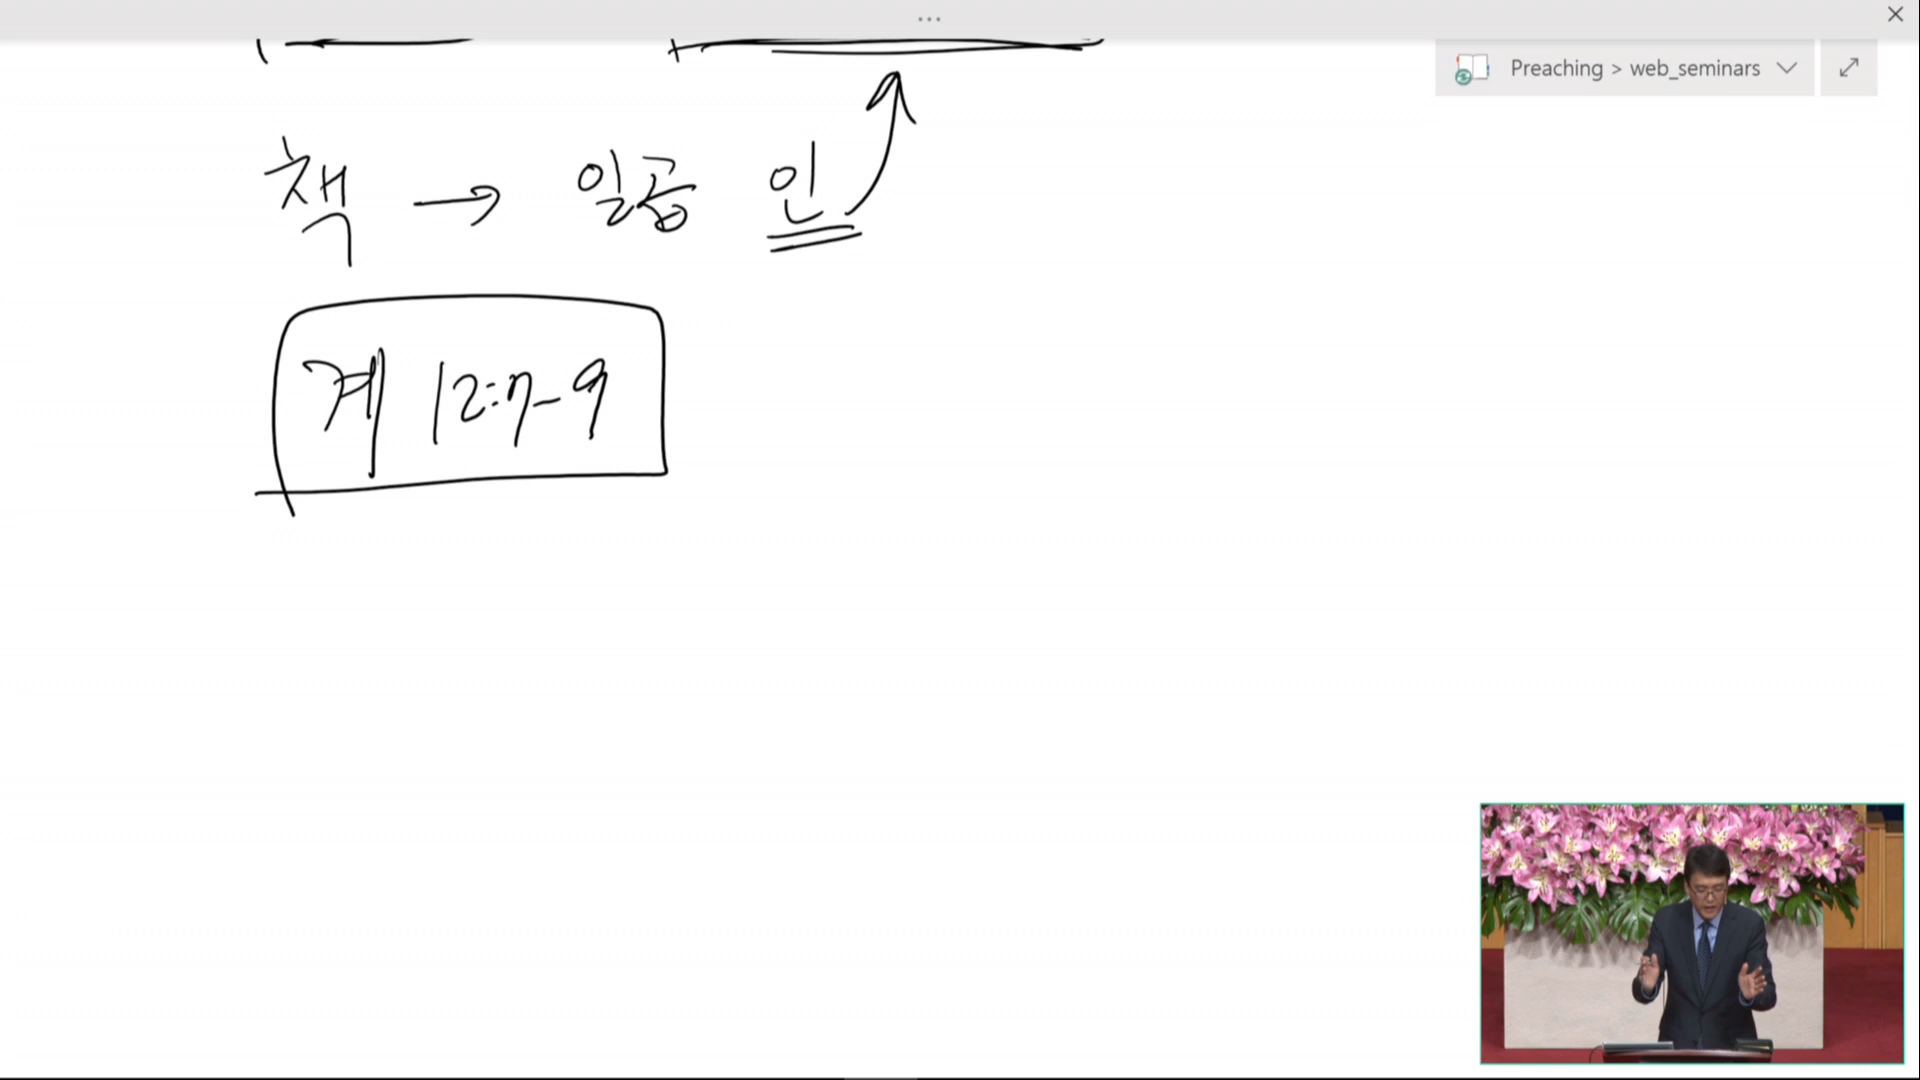 ...
Preaching > web_seminars
책 → 일곱 인
계 12:7-9